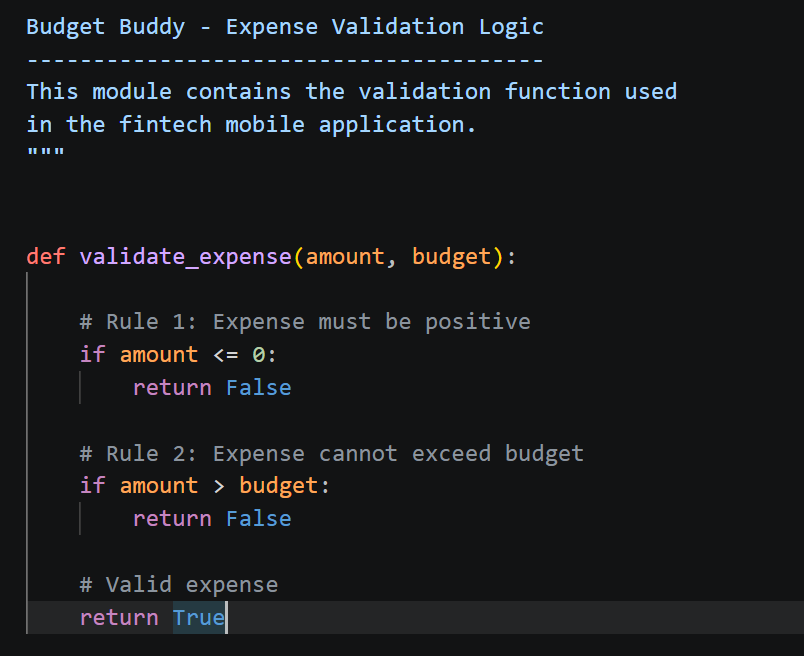 Budget Buddy - Expense Validation Logic
---------------------------------------
This module contains the validation function used
in the fintech mobile application.
"""
def validate_expense(amount, budget):
# Rule 1: Expense must be positive
if amount <= 0:
return False
# Rule 2: Expense cannot exceed budget
if amount > budget:
return False
# Valid expense
return True